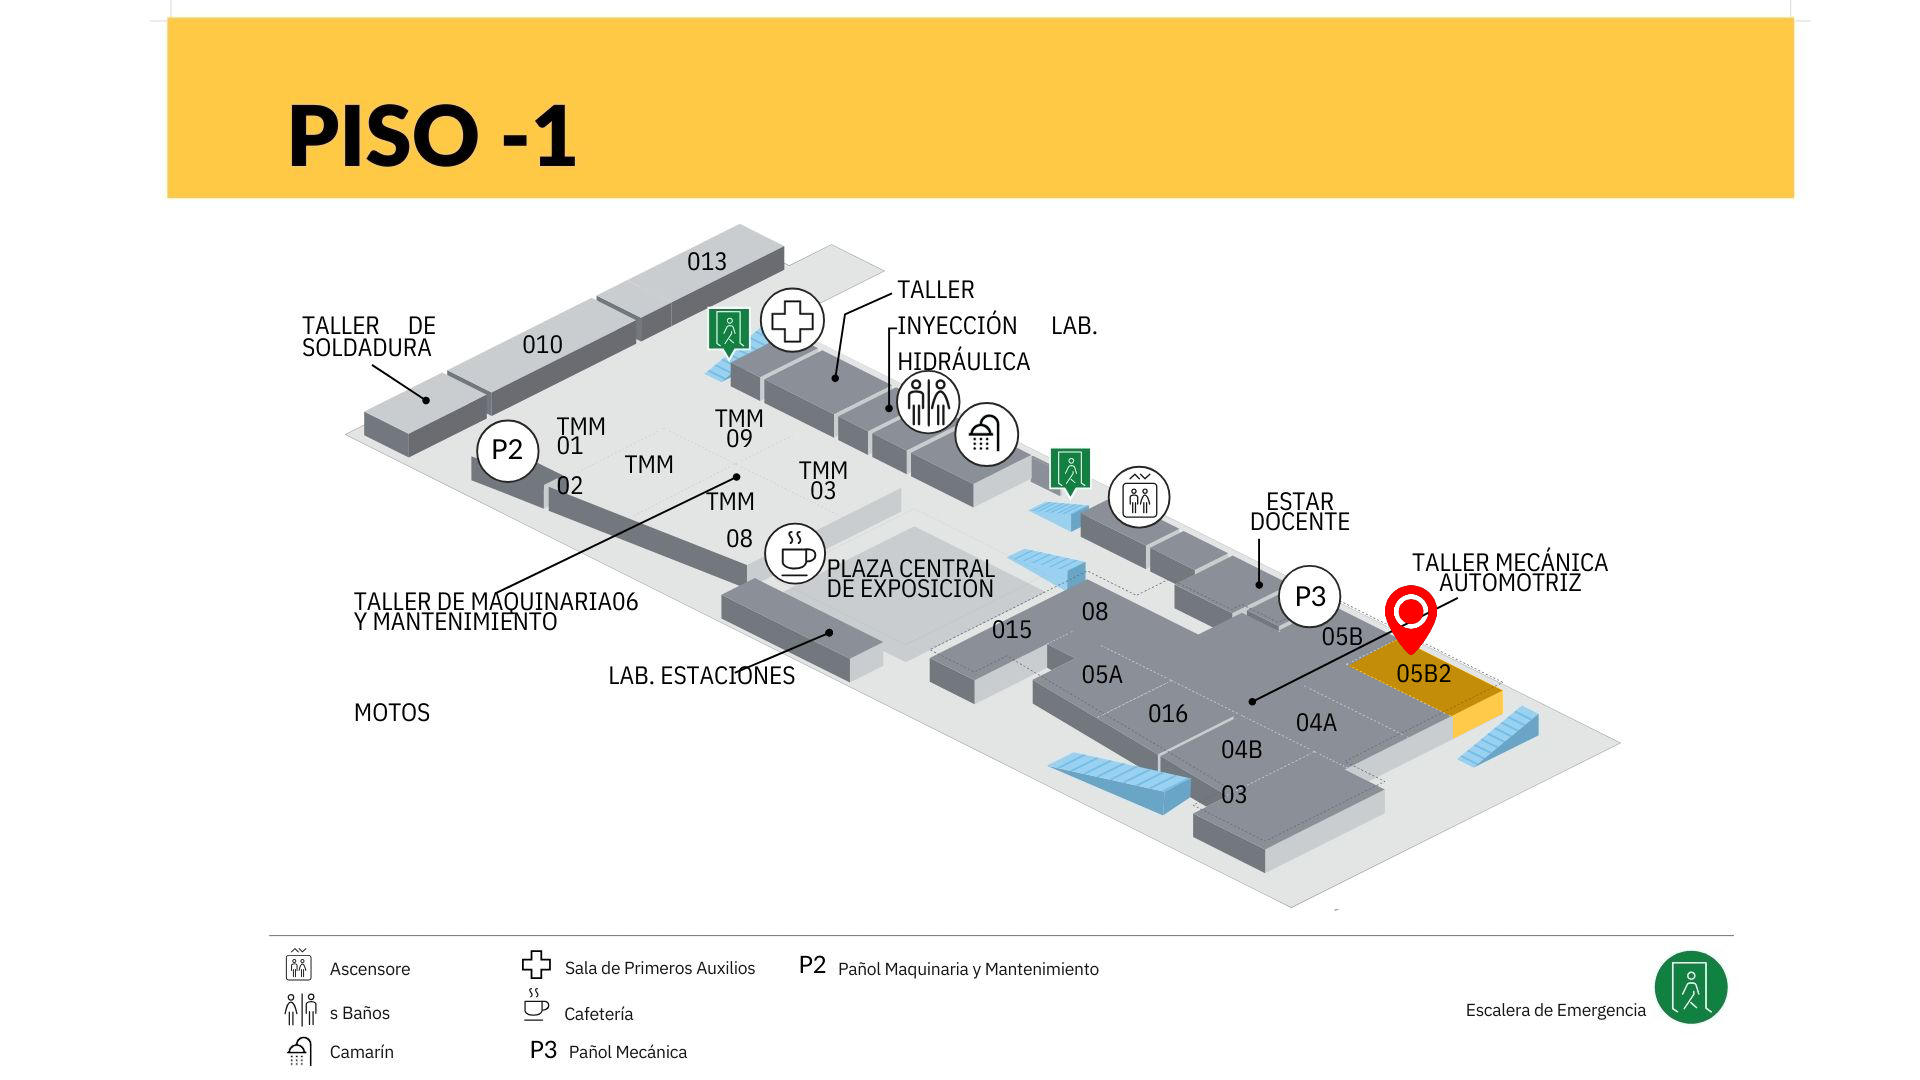 PISO -1
013
TALLER
TALLER DE
SOLDADURA
INYECCIÓN LAB.
HIDRÁULICA
010
TMM
01
02
P2
TMM
09
TMM
TMM
03
TMM
08
ESTAR
DOCENTE
TALLER MECÁNICA
AUTOMOTRIZ
PLAZA CENTRAL
DE EXPOSICIÓN
P3
TALLER DE MAQUINARIA06
Y MANTENIMIENTO
08
015
05B
05B2
LAB. ESTACIONES
05A
MOTOS
016
04A
04B
03
Ascensore
s Baños
Camarín
Sala de Primeros Auxilios
Cafetería
P3 Pañol Mecánica
P2 Pañol Maquinaria y Mantenimiento
Escalera de Emergencia